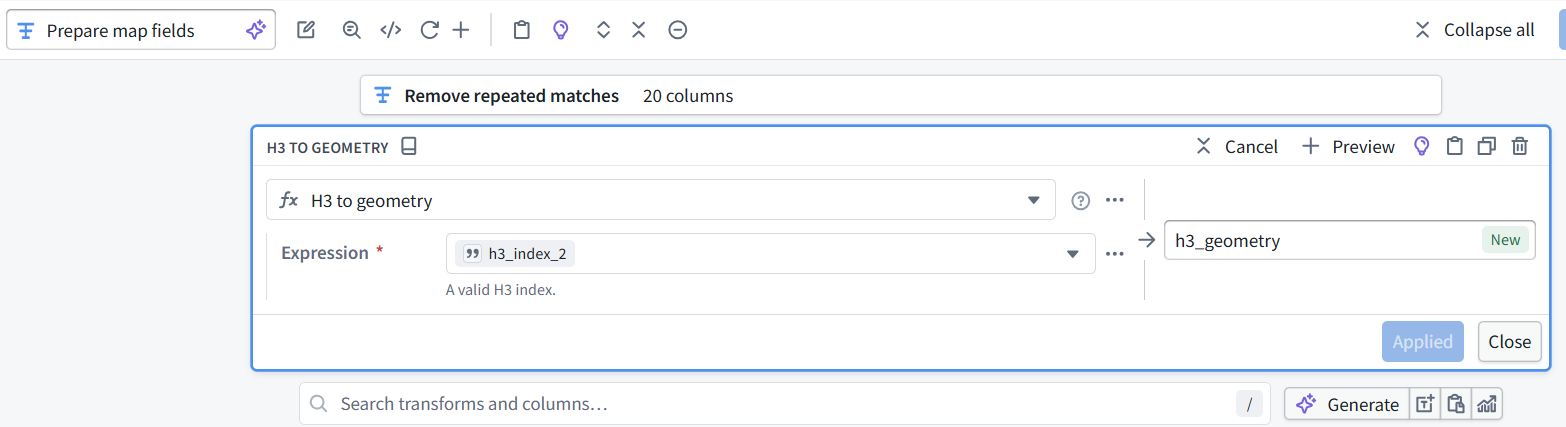 Prepare map fields
Collapse all
Remove repeated matches 20 columns
H3 TO GEOMETRY
Cancel Preview
fx H3 to geometry
Expression * h3_index_2
h3_geometry New
A valid H3 index.
Applied Close
Search transforms and columns… /
Generate